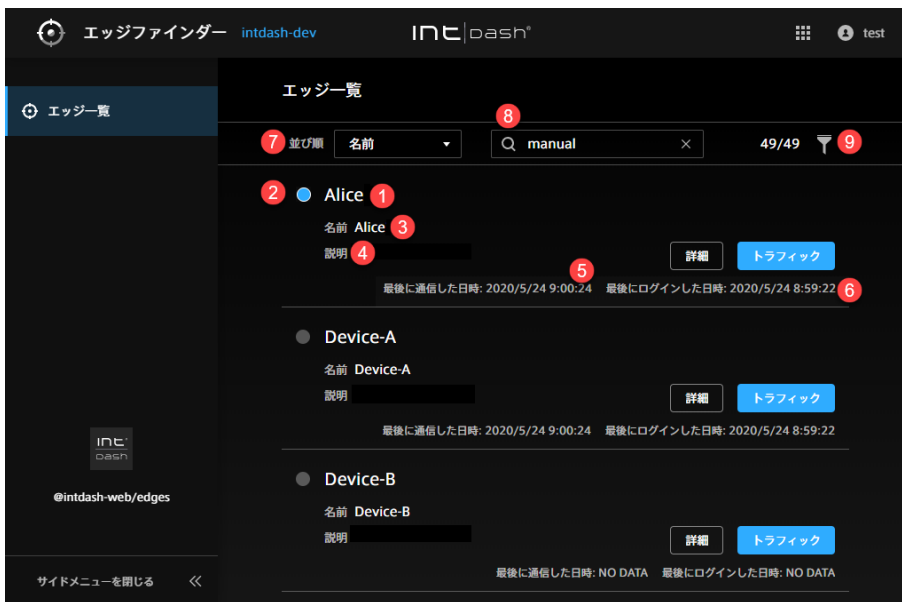 エッジファインダー intdash-dev int|Dash® test
エッジ一覧
エッジ一覧
8
7 並び順 名前 manual 49/49 9
2 Alice 1
名前 Alice 3
説明 4 詳細 トラフィック
5
最後に通信した日時: 2020/5/24 9:00:24 最後にログインした日時: 2020/5/24 8:59:22 6
Device-A
名前 Device-A
説明 詳細 トラフィック
最後に通信した日時: 2020/5/24 9:00:24 最後にログインした日時: 2020/5/24 8:59:22
int
Dash
Device-B
@intdash-web/edges
名前 Device-B
説明 詳細 トラフィック
最後に通信した日時: NO DATA 最後にログインした日時: NO DATA
サイドメニューを閉じる